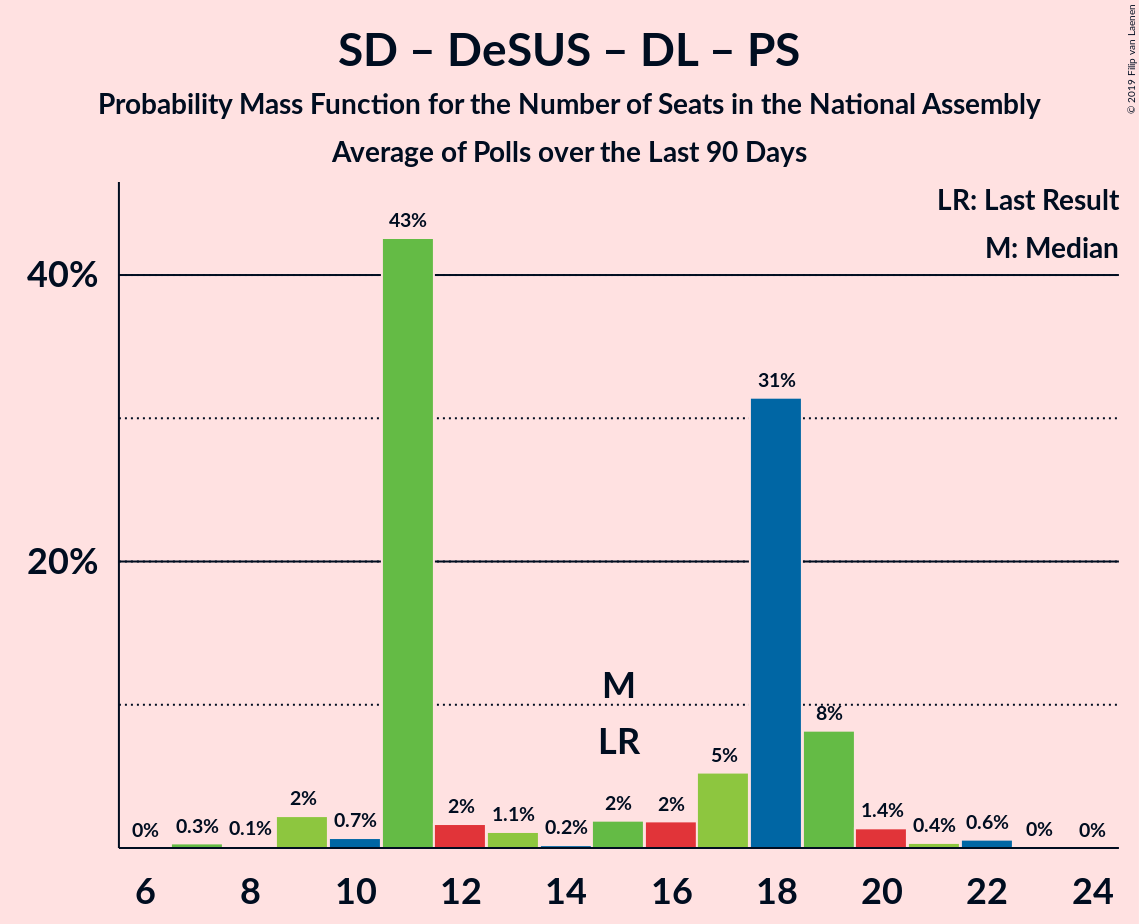 SD – DeSUS – DL – PS
Probability Mass Function for the Number of Seats in the National Assembly
Average of Polls over the Last 90 Days
© 2019 Filip van Laenen
LR: Last Result
M: Median
43%
40%
31%
20%
M
LR
8%
5%
0%
0.3%
0.1%
2%
0.7%
2%
1.1%
0.2%
2%
2%
1.4%
0.4%
0.6%
0%
0%
6 8 10 12 14 16 18 20 22 24